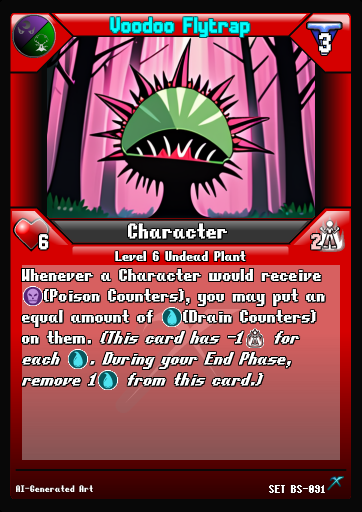 Voodoo Flytrap
3
Character
6
2
Level 6 Undead Plant
Whenever a Character would receive
(Poison Counters), you may put an
equal amount of (Drain Counters)
on them. (This card has -1 for
each . During your End Phase,
remove 1 from this card.)
AI-Generated Art
SET BS-091